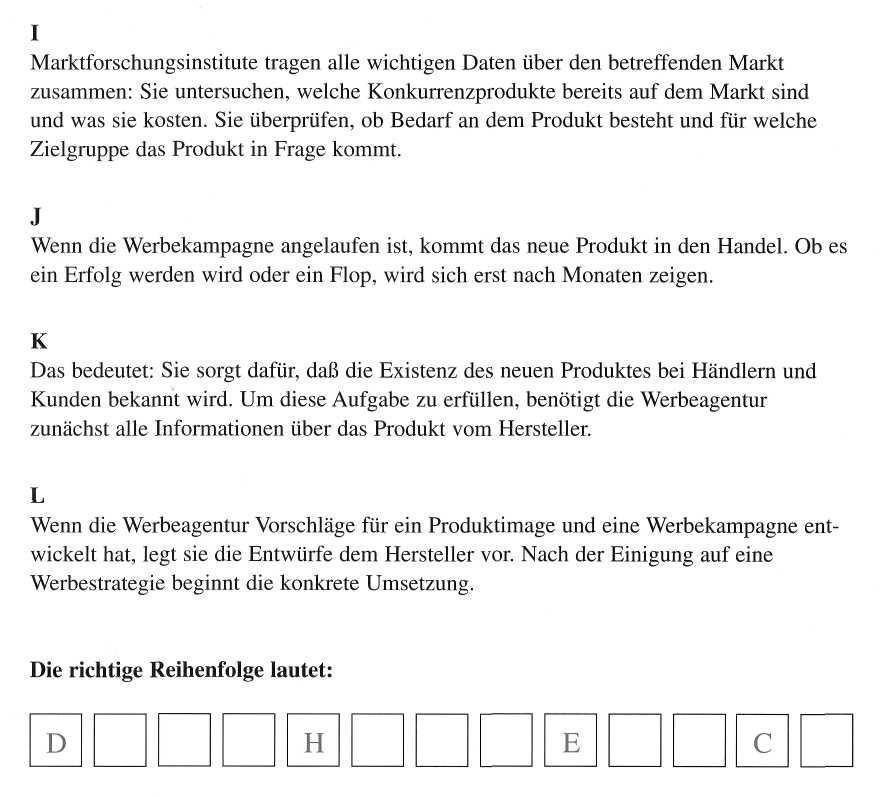 I
Marktforschungsinstitute tragen alle wichtigen Daten über den betreffenden Markt
zusammen: Sie untersuchen, welche Konkurrenzprodukte bereits auf dem Markt sind
und was sie kosten. Sie überprüfen, ob Bedarf an dem Produkt besteht und für welche
Zielgruppe das Produkt in Frage kommt.
J
Wenn die Werbekampagne angelaufen ist, kommt das neue Produkt in den Handel. Ob es
ein Erfolg werden wird oder ein Flop, wird sich erst nach Monaten zeigen.
K
Das bedeutet: Sie sorgt dafür, daß die Existenz des neuen Produktes bei Händlern und
Kunden bekannt wird. Um diese Aufgabe zu erfüllen, benötigt die Werbeagentur
zunächst alle Informationen über das Produkt vom Hersteller.
L
Wenn die Werbeagentur Vorschläge für ein Produktimage und eine Werbekampagne ent-
wickelt hat, legt sie die Entwürfe dem Hersteller vor. Nach der Einigung auf eine
Werbestrategie beginnt die konkrete Umsetzung.
Die richtige Reihenfolge lautet:
D H E C